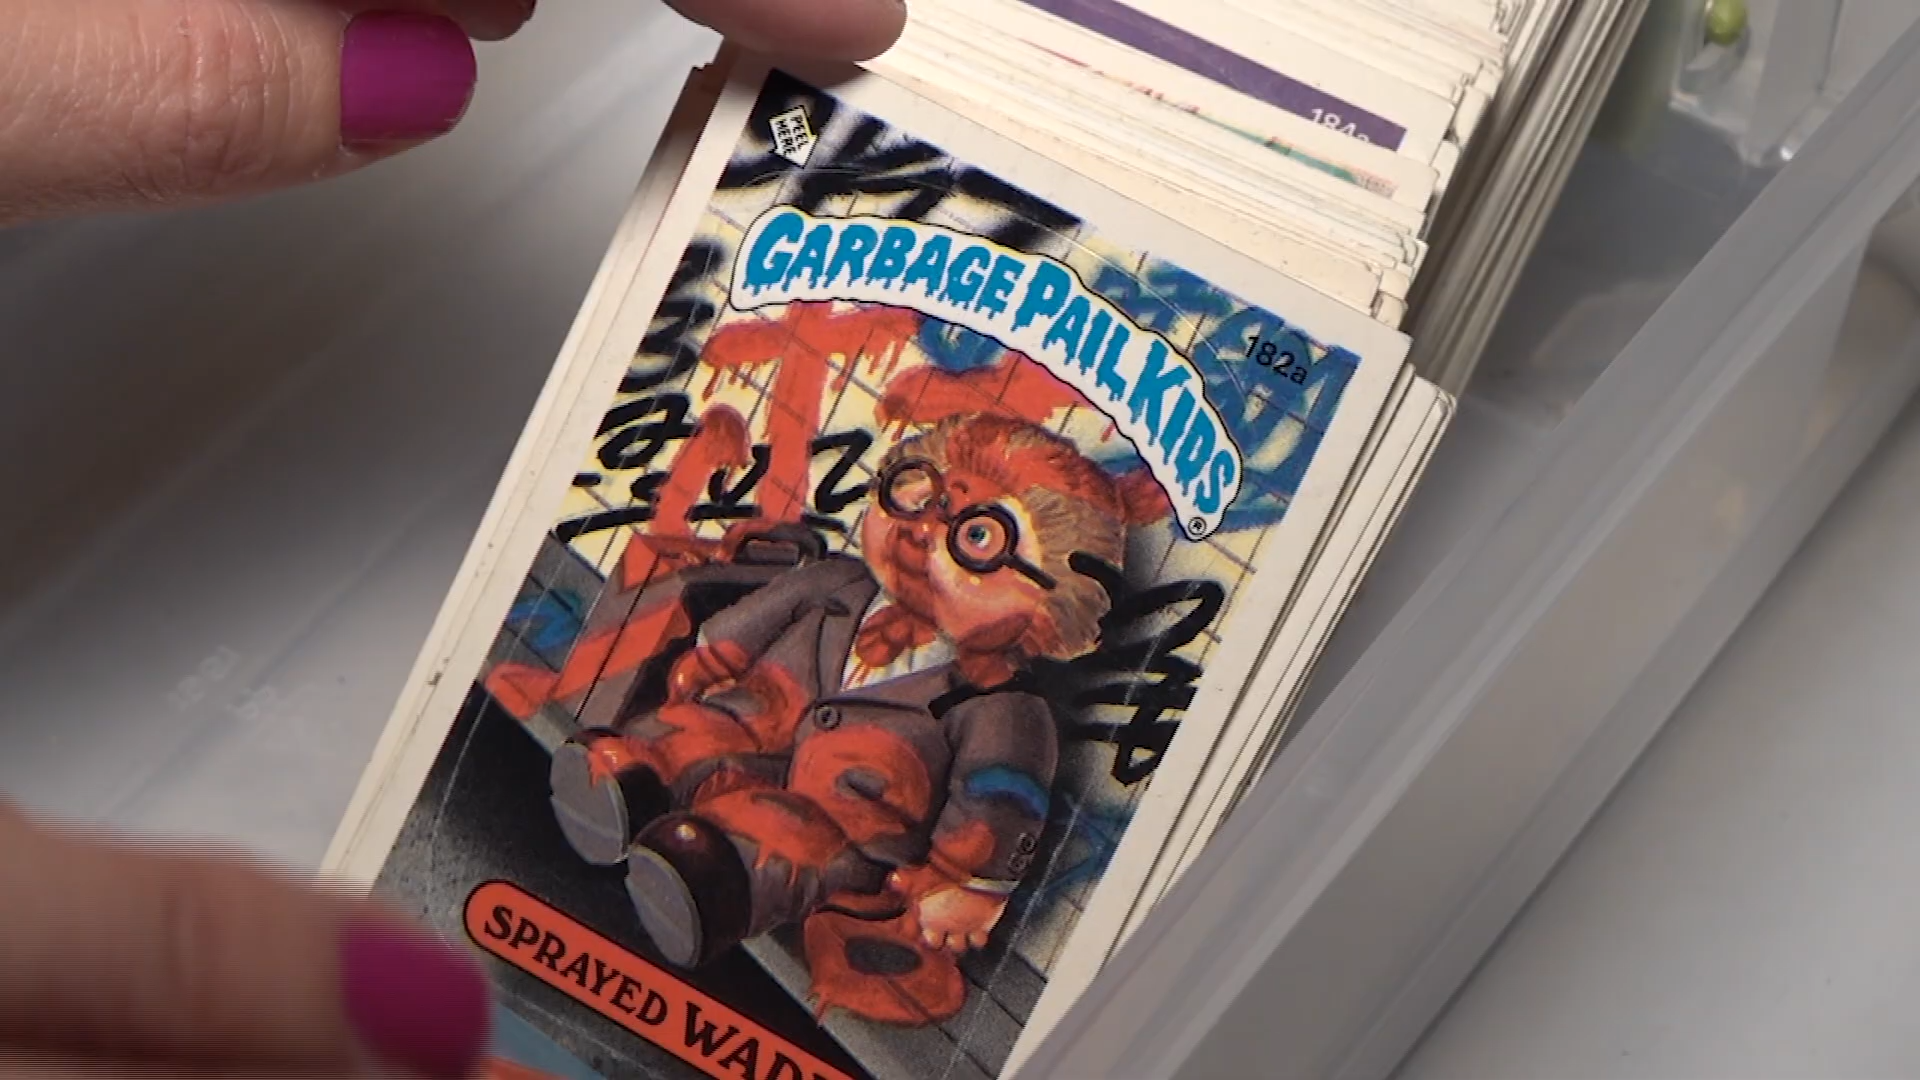 184a
PEEL
HERE
GARBAGE PAIL KIDS
®
182a
SPRAYED